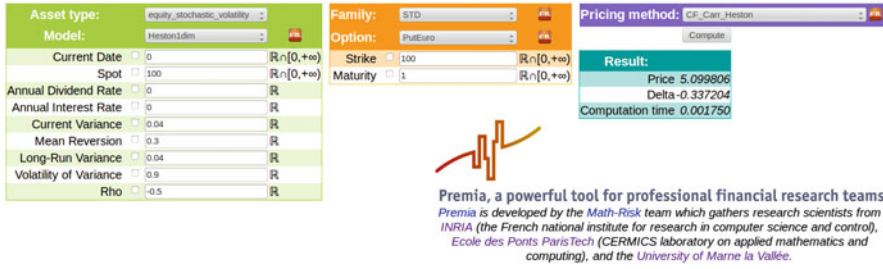 Asset type: equity_stochastic_volatility
Model: Heston1dim
Current Date 0 ℝ∩[0,+∞)
Spot 100 ℝ∩[0,+∞)
Annual Dividend Rate 0 ℝ
Annual Interest Rate 0 ℝ
Current Variance 0.04 ℝ
Mean Reversion 0.3 ℝ
Long-Run Variance 0.04 ℝ
Volatility of Variance 0.9 ℝ
Rho -0.5 ℝ
Family: STD
Option: PutEuro
Strike 100 ℝ∩[0,+∞)
Maturity 1 ℝ∩[0,+∞)
Pricing method: CF_Carr_Heston
Compute
Result:
Price 5.099806
Delta -0.337204
Computation time 0.001750
Premia, a powerful tool for professional financial research teams
Premia is developed by the Math-Risk team which gathers research scientists from
INRIA (the French national institute for research in computer science and control),
Ecole des Ponts ParisTech (CERMICS laboratory on applied mathematics and
computing), and the University of Marne la Vallée.